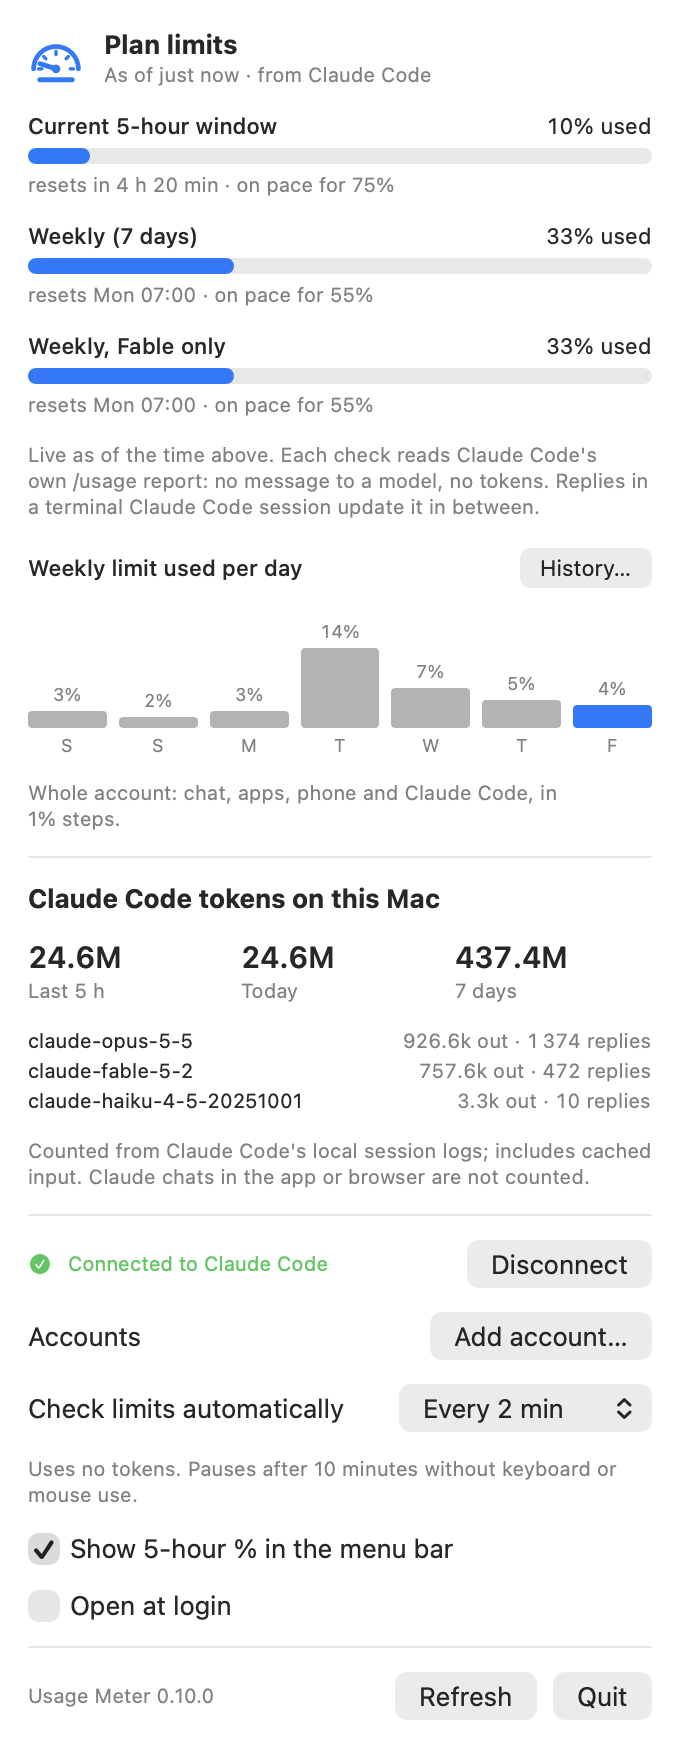 Plan limits
As of just now · from Claude Code
Current 5-hour window 10% used
resets in 4 h 20 min · on pace for 75%
Weekly (7 days) 33% used
resets Mon 07:00 · on pace for 55%
Weekly, Fable only 33% used
resets Mon 07:00 · on pace for 55%
Live as of the time above. Each check reads Claude Code's
own /usage report: no message to a model, no tokens. Replies in
a terminal Claude Code session update it in between.
Weekly limit used per day History...
3% 2% 3% 14% 7% 5% 4%
S S M T W T F
Whole account: chat, apps, phone and Claude Code, in
1% steps.
Claude Code tokens on this Mac
24.6M 24.6M 437.4M
Last 5 h Today 7 days
claude-opus-5-5 926.6k out · 1 374 replies
claude-fable-5-2 757.6k out · 472 replies
claude-haiku-4-5-20251001 3.3k out · 10 replies
Counted from Claude Code's local session logs; includes cached
input. Claude chats in the app or browser are not counted.
Connected to Claude Code Disconnect
Accounts Add account...
Check limits automatically Every 2 min
Uses no tokens. Pauses after 10 minutes without keyboard or
mouse use.
Show 5-hour % in the menu bar
Open at login
Usage Meter 0.10.0 Refresh Quit